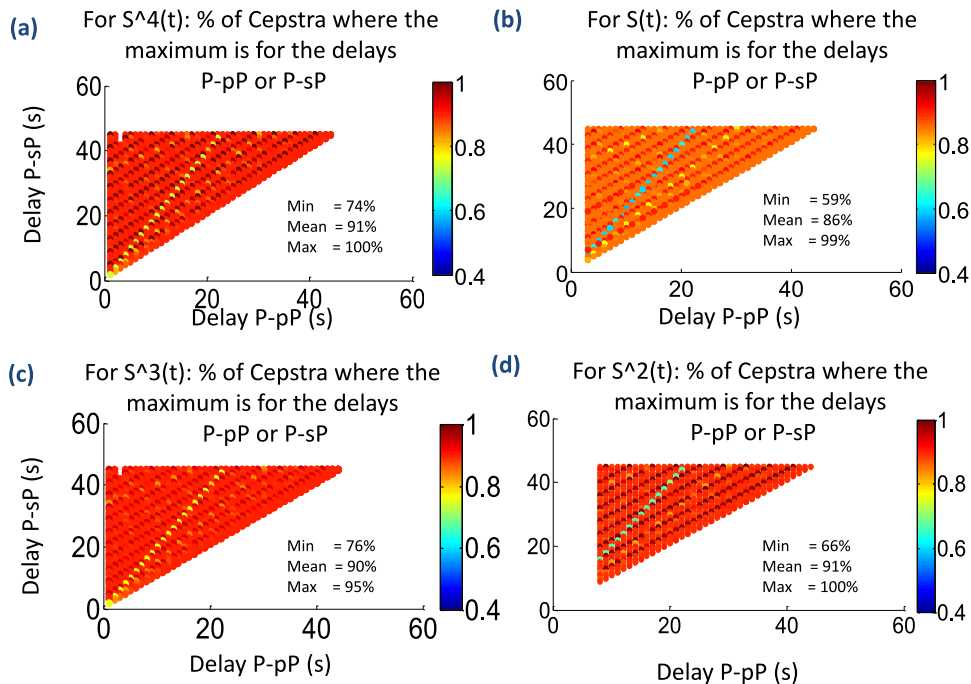 (a)
For S^4(t): % of Cepstra where the
maximum is for the delays
P-pP or P-sP
Delay P-sP (s)
60
40
20
0
0
20
40
60
Delay P-pP (s)
Min = 74%
Mean = 91%
Max = 100%
1
0.8
0.6
0.4
(b)
For S(t): % of Cepstra where the
maximum is for the delays
P-pP or P-sP
60
40
20
0
0
20
40
60
Delay P-pP (s)
59%
Min =
Mean = 86%
Max = 99%
1
0.8
0.6
0.4
(c)
For S^3(t): % of Cepstra where the
maximum is for the delays
P-pP or P-sP
Delay P-sP (s)
60
40
20
0
0
20
40
60
Delay P-pP (s)
Min = 76%
Mean = 90%
Max = 95%
1
0.8
0.6
0.4
(d)
For S^2(t): % of Cepstra where the
maximum is for the delays
P-pP or P-sP
60
40
20
0
0
20
40
60
Delay P-pP (s)
Min = 66%
Mean = 91%
Max = 100%
1
0.8
0.6
0.4